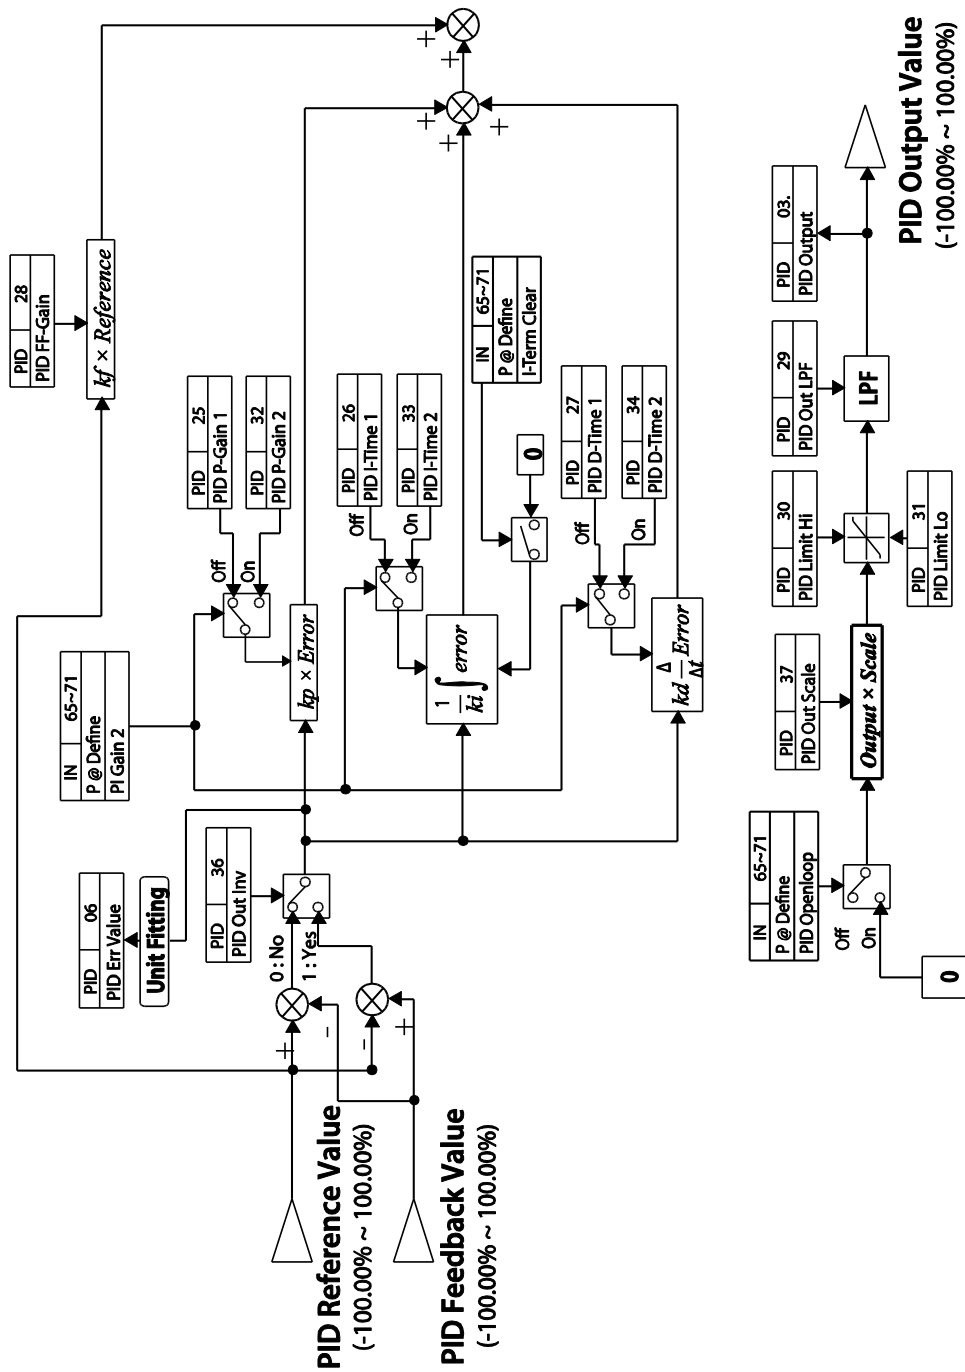 PID 28
PID FF-Gain
kf × Reference
IN 65~71
P @ Define
PI Gain 2
PID 25
PID P-Gain 1
PID 32
PID P-Gain 2
Off
On
kp × Error
PID 06
PID Err Value
Unit Fitting
PID 36
PID Out Inv
0 : No
1 : Yes
+
-
-
+
PID Reference Value
(-100.00% ~ 100.00%)
PID Feedback Value
(-100.00% ~ 100.00%)
PID 26
PID I-Time 1
PID 33
PID I-Time 2
Off
On
1/ki ∫ error
IN 65~71
P @ Define
I-Term Clear
0
PID 27
PID D-Time 1
PID 34
PID D-Time 2
Off
On
kd Δ/Δt Error
+
+
+
+
+
IN 65~71
P @ Define
PID Openloop
Off
On
0
PID 37
PID Out Scale
Output × Scale
PID 30
PID Limit Hi
PID 31
PID Limit Lo
PID 29
PID Out LPF
LPF
PID 03.
PID Output
PID Output Value
(-100.00% ~ 100.00%)